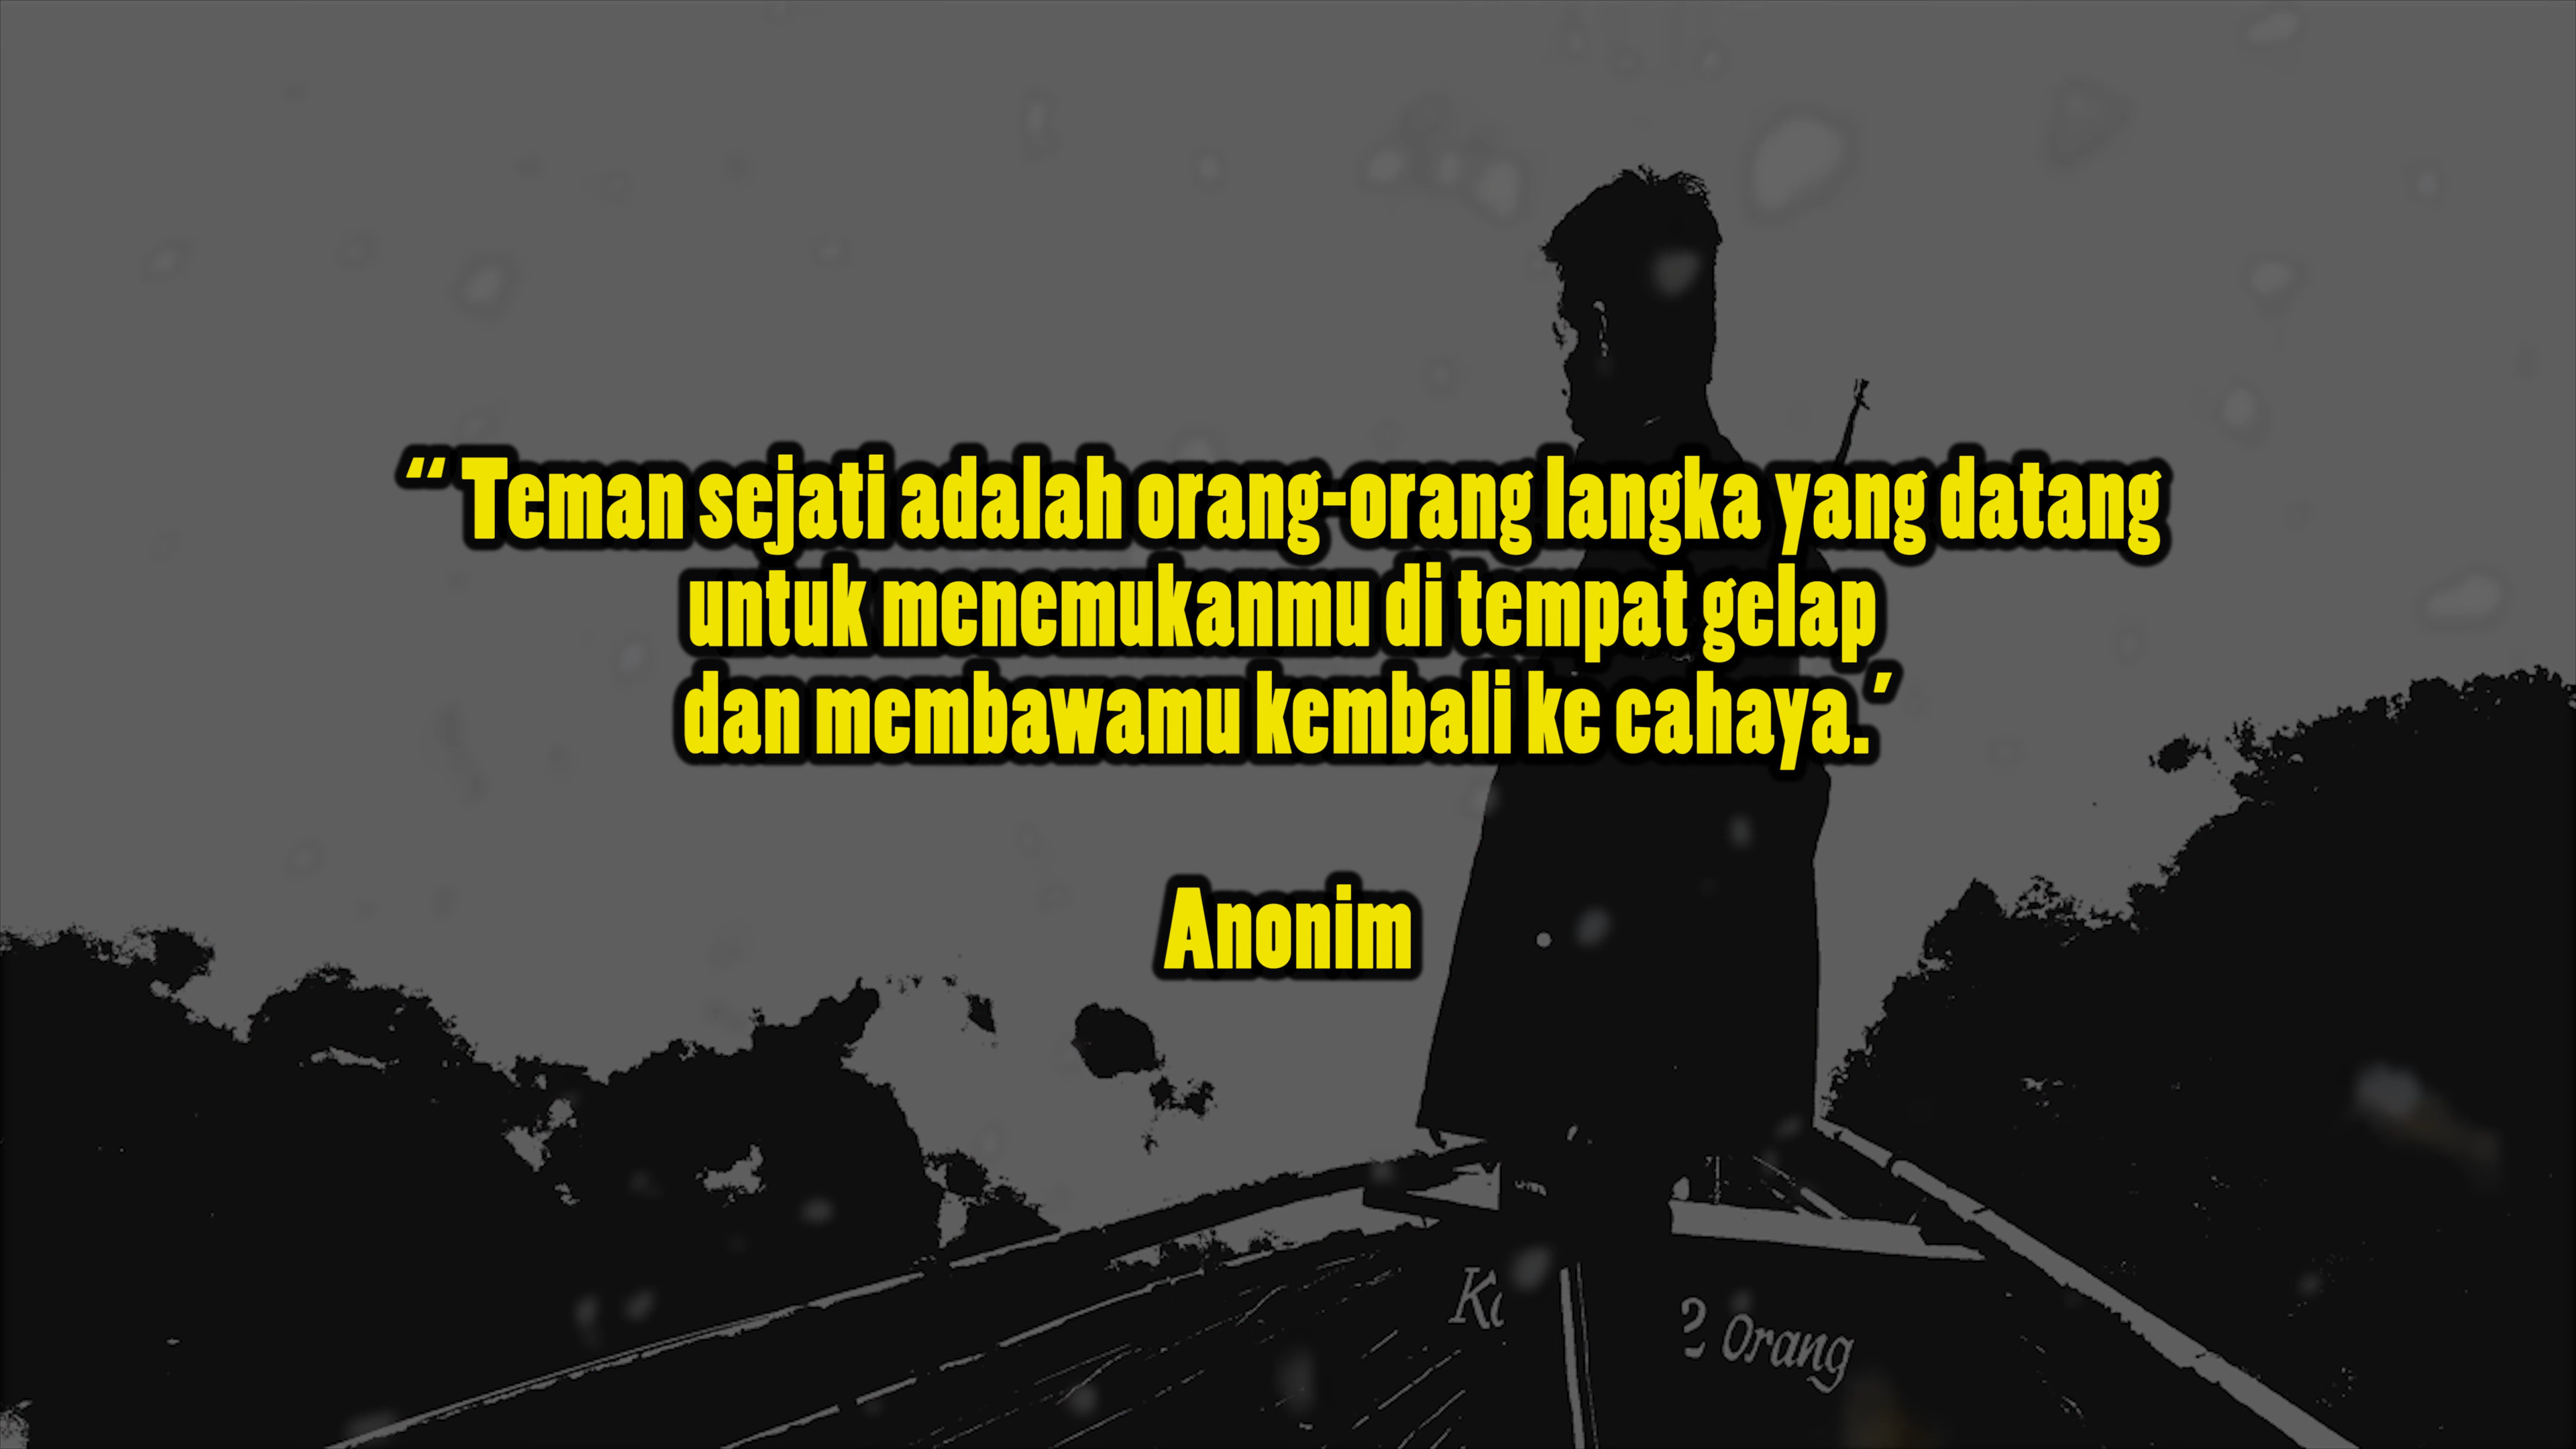 “ Teman sejati adalah orang-orang langka yang datang
untuk menemukanmu di tempat gelap
dan membawamu kembali ke cahaya.’
Anonim
2 Orang